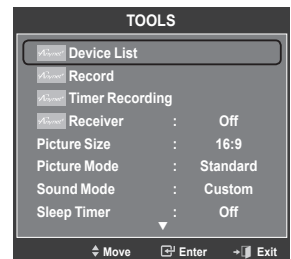 TOOLS
Device List
Record
Timer Recording
Receiver : Off
Picture Size : 16:9
Picture Mode : Standard
Sound Mode : Custom
Sleep Timer : Off
Move Enter Exit